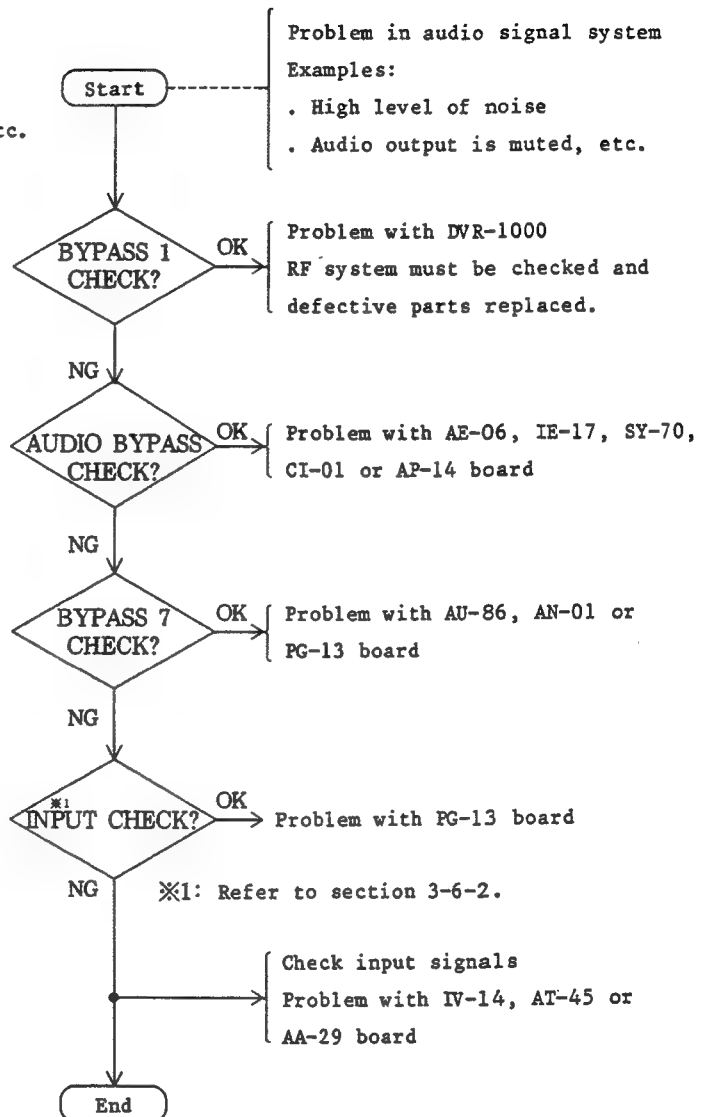 Problem in audio signal system
Examples:
Start
. High level of noise
. Audio output is muted, etc.
BYPASS 1
CHECK?
OK
Problem with DVR-1000
RF system must be checked and
defective parts replaced.
NG
AUDIO BYPASS
CHECK?
OK
Problem with AE-06, IE-17, SY-70,
CI-01 or AP-14 board
NG
BYPASS 7
CHECK?
OK
Problem with AU-86, AN-01 or
PG-13 board
NG
※1
INPUT CHECK?
OK
Problem with PG-13 board
NG
※1: Refer to section 3-6-2.
Check input signals
Problem with IV-14, AT-45 or
AA-29 board
End